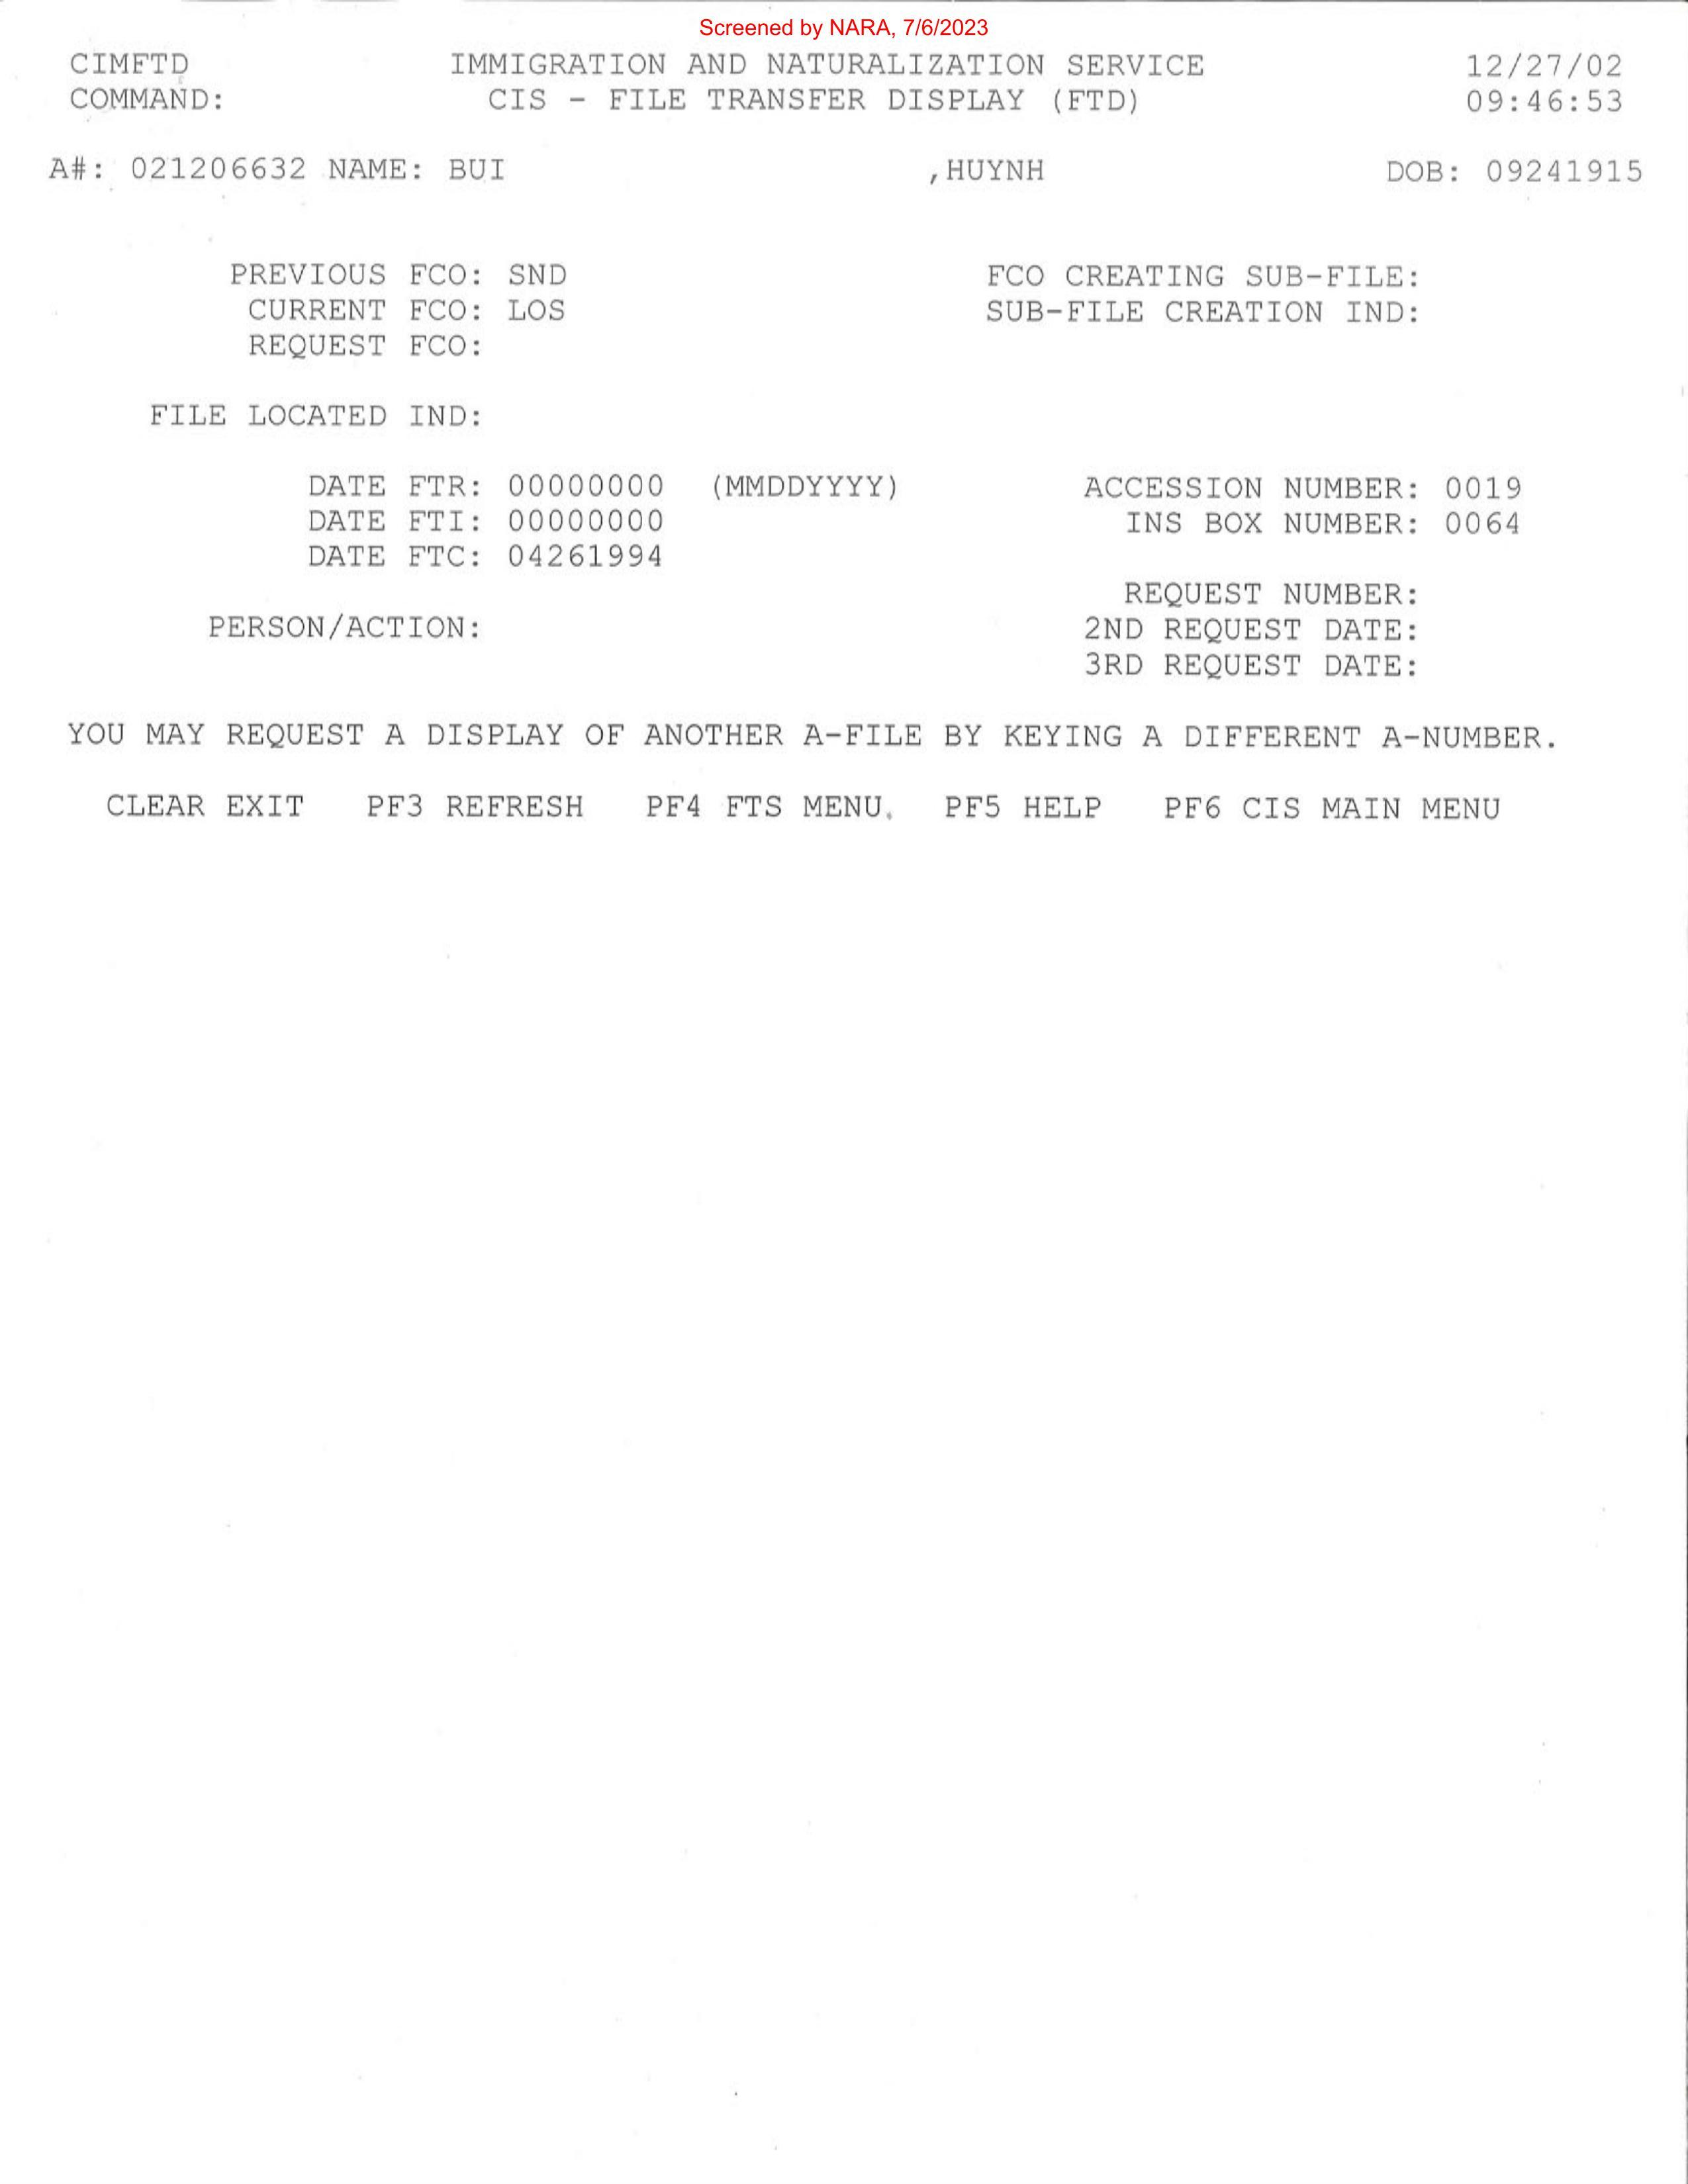 Screened by NARA, 7/6/2023
CIMFTD IMMIGRATION AND NATURALIZATION SERVICE 12/27/02
COMMAND: CIS - FILE TRANSFER DISPLAY (FTD) 09:46:53
A#: 021206632 NAME: BUI ,HUYNH DOB: 09241915
PREVIOUS FCO: SND FCO CREATING SUB-FILE:
CURRENT FCO: LOS SUB-FILE CREATION IND:
REQUEST FCO:
FILE LOCATED IND:
DATE FTR: 00000000 (MMDDYYYY) ACCESSION NUMBER: 0019
DATE FTI: 00000000 INS BOX NUMBER: 0064
DATE FTC: 04261994
REQUEST NUMBER:
PERSON/ACTION: 2ND REQUEST DATE:
3RD REQUEST DATE:
YOU MAY REQUEST A DISPLAY OF ANOTHER A-FILE BY KEYING A DIFFERENT A-NUMBER.
CLEAR EXIT PF3 REFRESH PF4 FTS MENU PF5 HELP PF6 CIS MAIN MENU